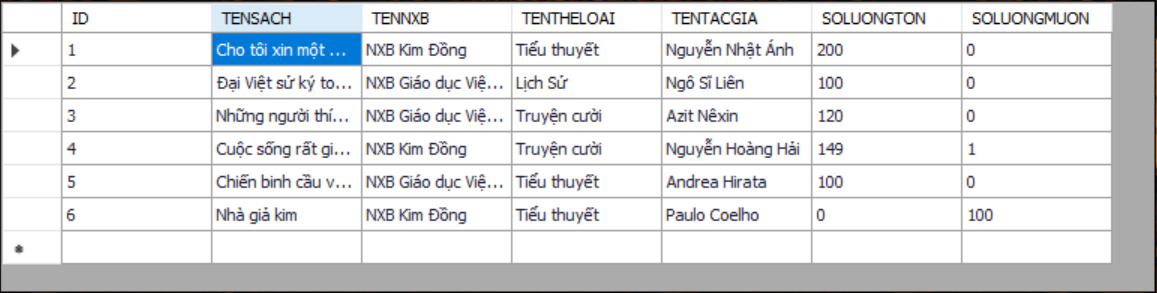 ID TENSACH TENNXB TENTHELOAI TENTACGIA SOLUONGTON SOLUONGMUON
1 Cho tôi xin một ... NXB Kim Đồng Tiểu thuyết Nguyễn Nhật Ánh 200 0
2 Đại Việt sử ký to... NXB Giáo dục Việ... Lịch Sử Ngô Sĩ Liên 100 0
3 Những người thí... NXB Giáo dục Việ... Truyện cười Azit Nêxin 120 0
4 Cuộc sống rất gi... NXB Kim Đồng Truyện cười Nguyễn Hoàng Hải 149 1
5 Chiến binh cầu v... NXB Giáo dục Việ... Tiểu thuyết Andrea Hirata 100 0
6 Nhà giả kim NXB Kim Đồng Tiểu thuyết Paulo Coelho 0 100